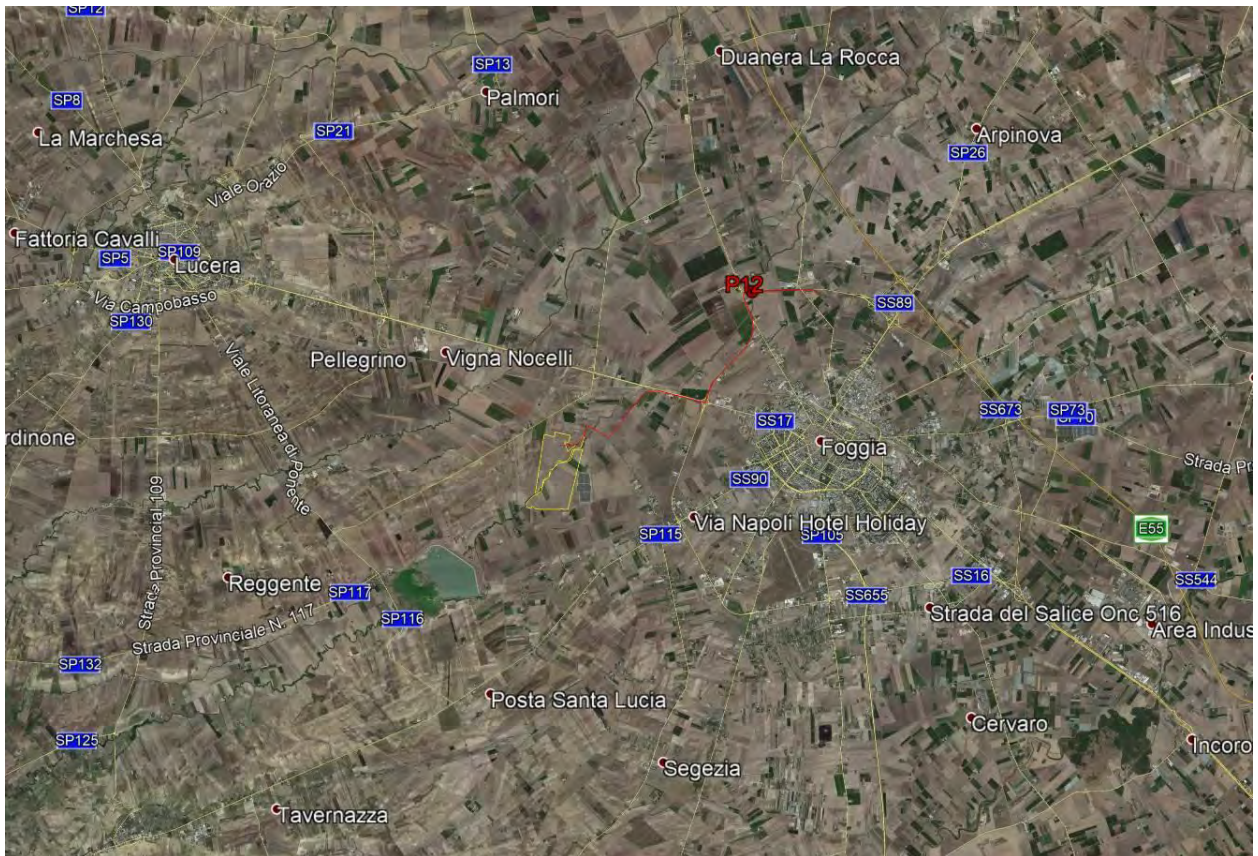 SP12
Duanera La Rocca
SP13
SP8
Palmori
SP21
La Marchesa
Arpinova
SP26
Viale Orazio
Fattoria Cavalli
SP109
SP5
Lucera
P12
Via Campobasso
SS89
SP130
Pellegrino
Vigna Nocelli
Viale Litoranea di Ponente
SS673
SP73
SP70
SS17
rdinone
Foggia
Strada Pr
SS90
Strada Provincial 109
Via Napoli Hotel Holiday
E55
SP115
SP105
Reggente
SP117
SS16
SS544
SS655
Strada del Salice Onc 516
SP116
Area Indus
Strada Provinciale N. 117
SP132
Posta Santa Lucia
Cervaro
SP125
Incoro
Segezia
Tavernazza